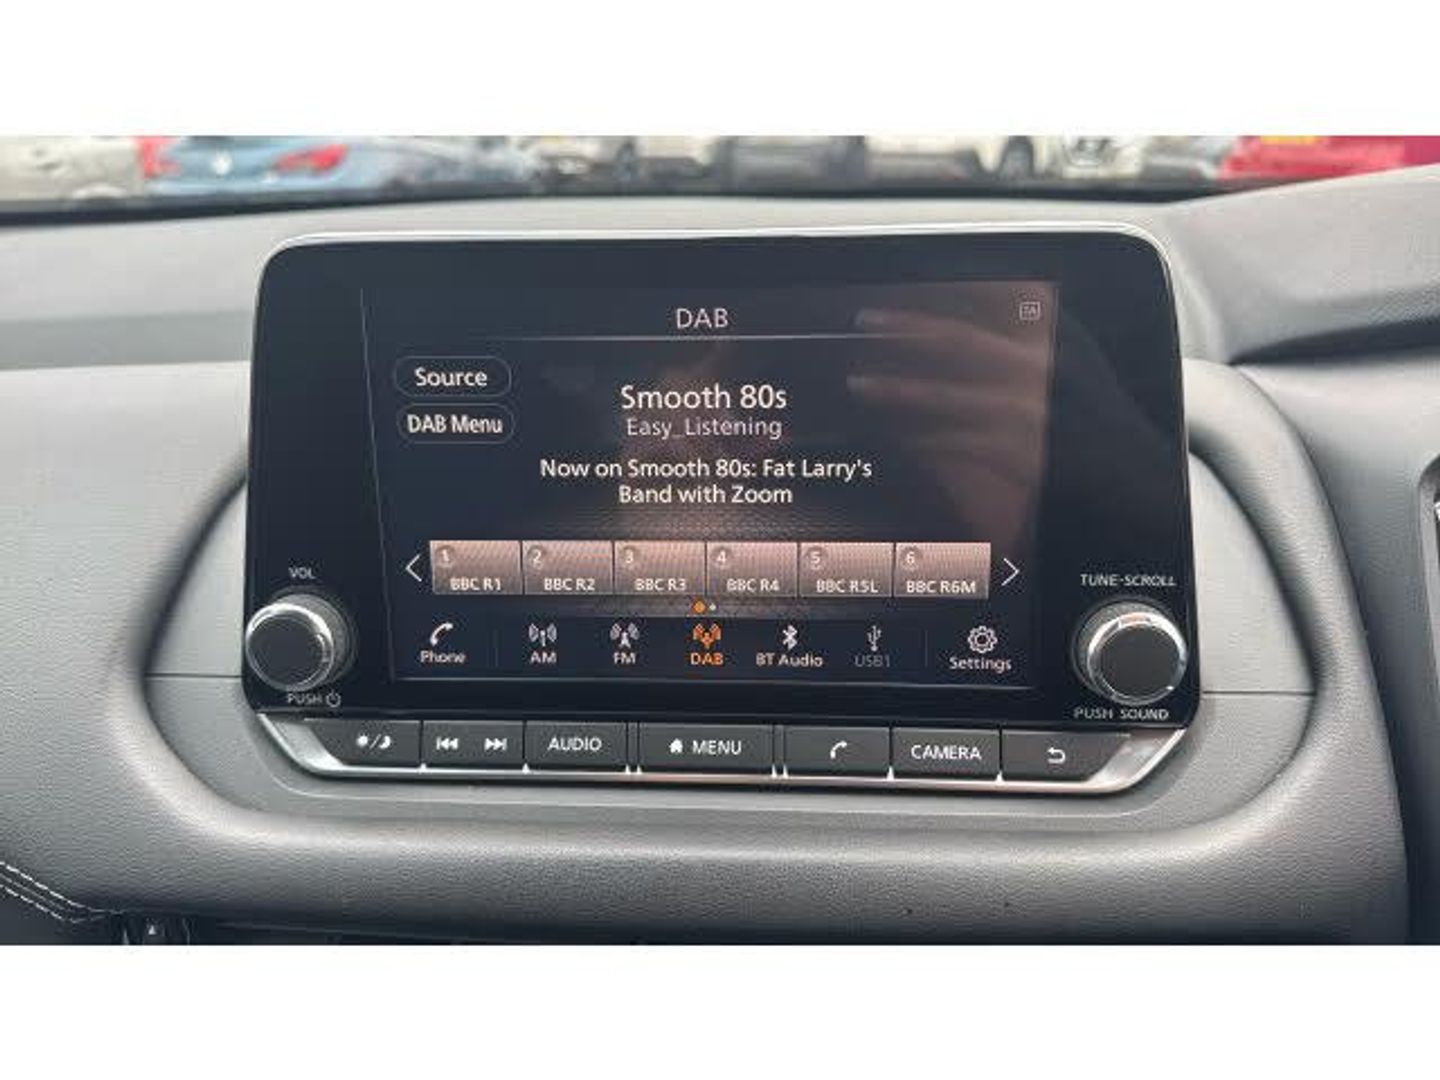 DAB
TA
Source
Smooth 80s
DAB Menu
Easy_Listening
Now on Smooth 80s: Fat Larry's
Band with Zoom
1 2 3 4 5 6
BBC R1 BBC R2 BBC R3 BBC R4 BBC R5L BBC R6M
VOL
TUNE-SCROLL
Phone AM FM DAB BT Audio USB1 Settings
PUSH
PUSH SOUND
AUDIO MENU CAMERA